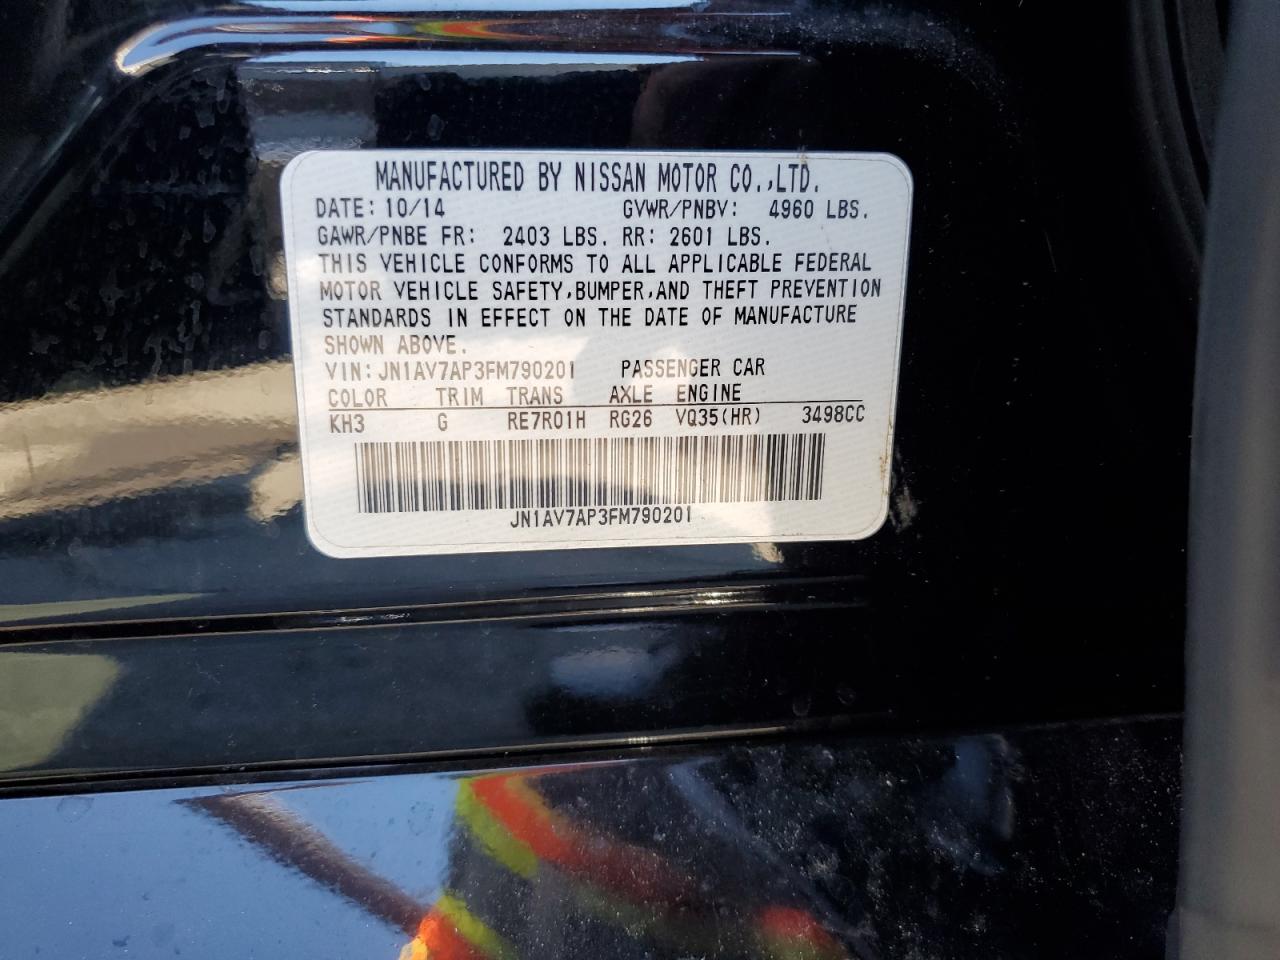 MANUFACTURED BY NISSAN MOTOR CO.,LTD.
DATE: 10/14 GVWR/PNBV: 4960 LBS.
GAWR/PNBE FR: 2403 LBS. RR: 2601 LBS.
THIS VEHICLE CONFORMS TO ALL APPLICABLE FEDERAL
MOTOR VEHICLE SAFETY,BUMPER,AND THEFT PREVENTION
STANDARDS IN EFFECT ON THE DATE OF MANUFACTURE
SHOWN ABOVE.
VIN: JN1AV7AP3FM790201 PASSENGER CAR
COLOR TRIM TRANS AXLE ENGINE
KH3 G RE7R01H RG26 VQ35(HR) 3498CC
JN1AV7AP3FM790201